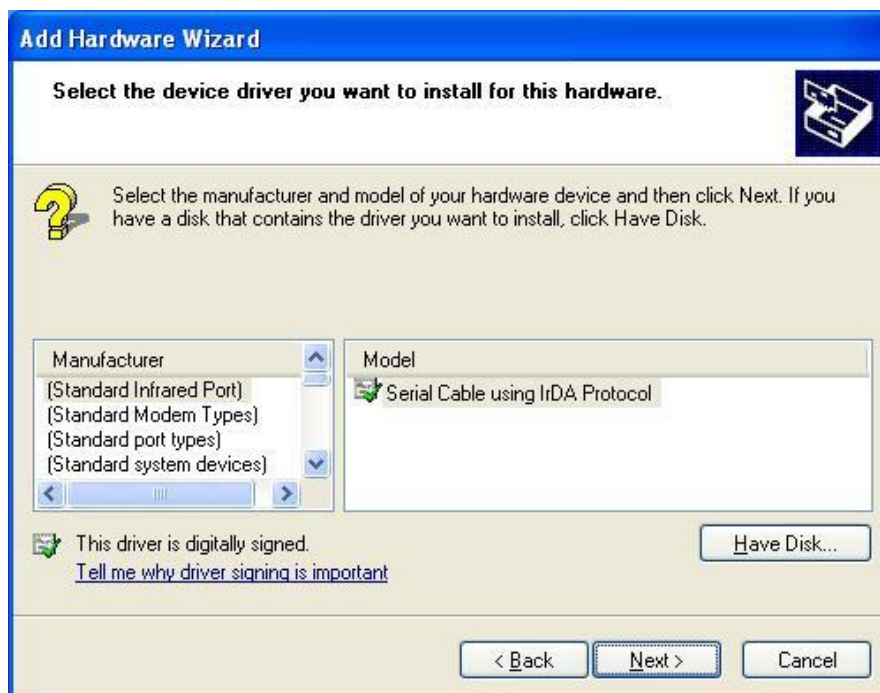 Add Hardware Wizard
Select the device driver you want to install for this hardware.
Select the manufacturer and model of your hardware device and then click Next. If you
have a disk that contains the driver you want to install, click Have Disk.
Manufacturer
(Standard Infrared Port)
(Standard Modem Types)
(Standard port types)
(Standard system devices)
Model
Serial Cable using IrDA Protocol
This driver is digitally signed.
Tell me why driver signing is important
Have Disk...
< Back
Next >
Cancel